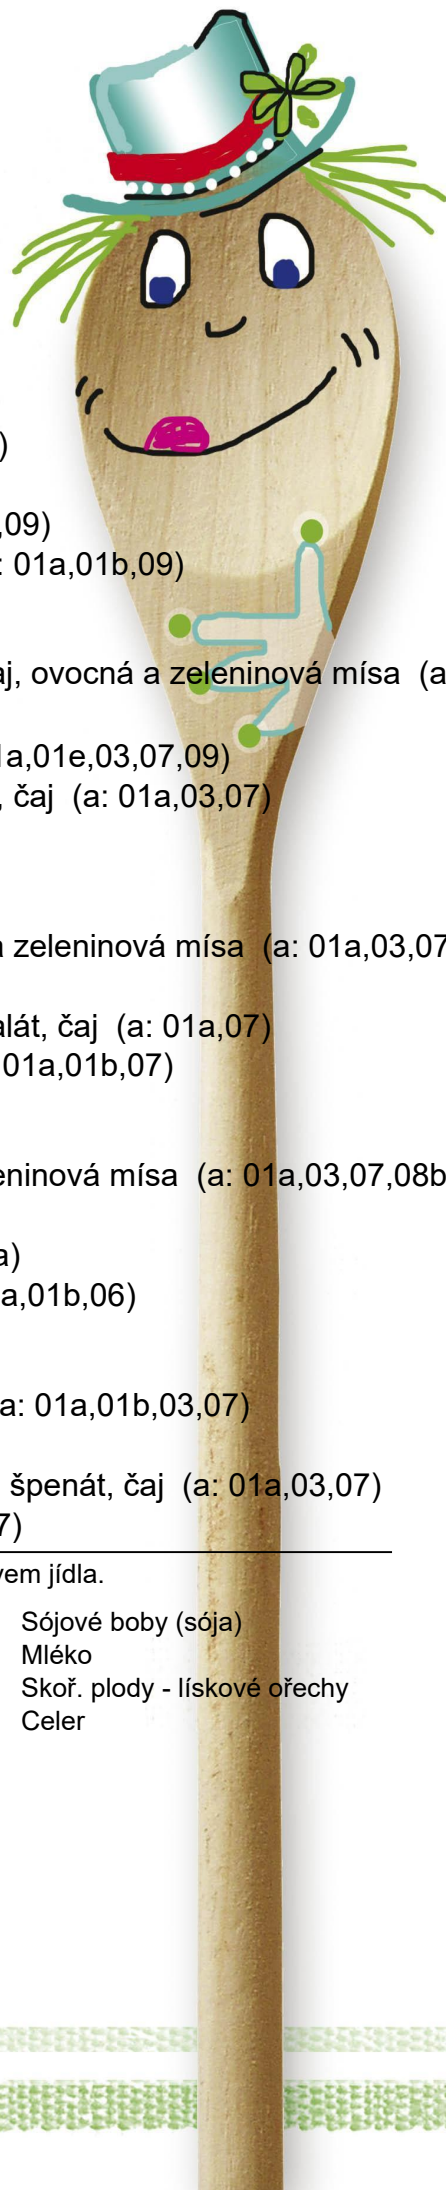 )
,09)
: 01a,01b,09)
aj, ovocná a zeleninová mísa (a
1a,01e,03,07,09)
, čaj (a: 01a,03,07)
a zeleninová mísa (a: 01a,03,07
alát, čaj (a: 01a,07)
01a,01b,07)
eninová mísa (a: 01a,03,07,08b
a)
a,01b,06)
a: 01a,01b,03,07)
špenát, čaj (a: 01a,03,07)
7)
vem jídla.
Sójové boby (sója)
Mléko
Skoř. plody - lískové ořechy
Celer